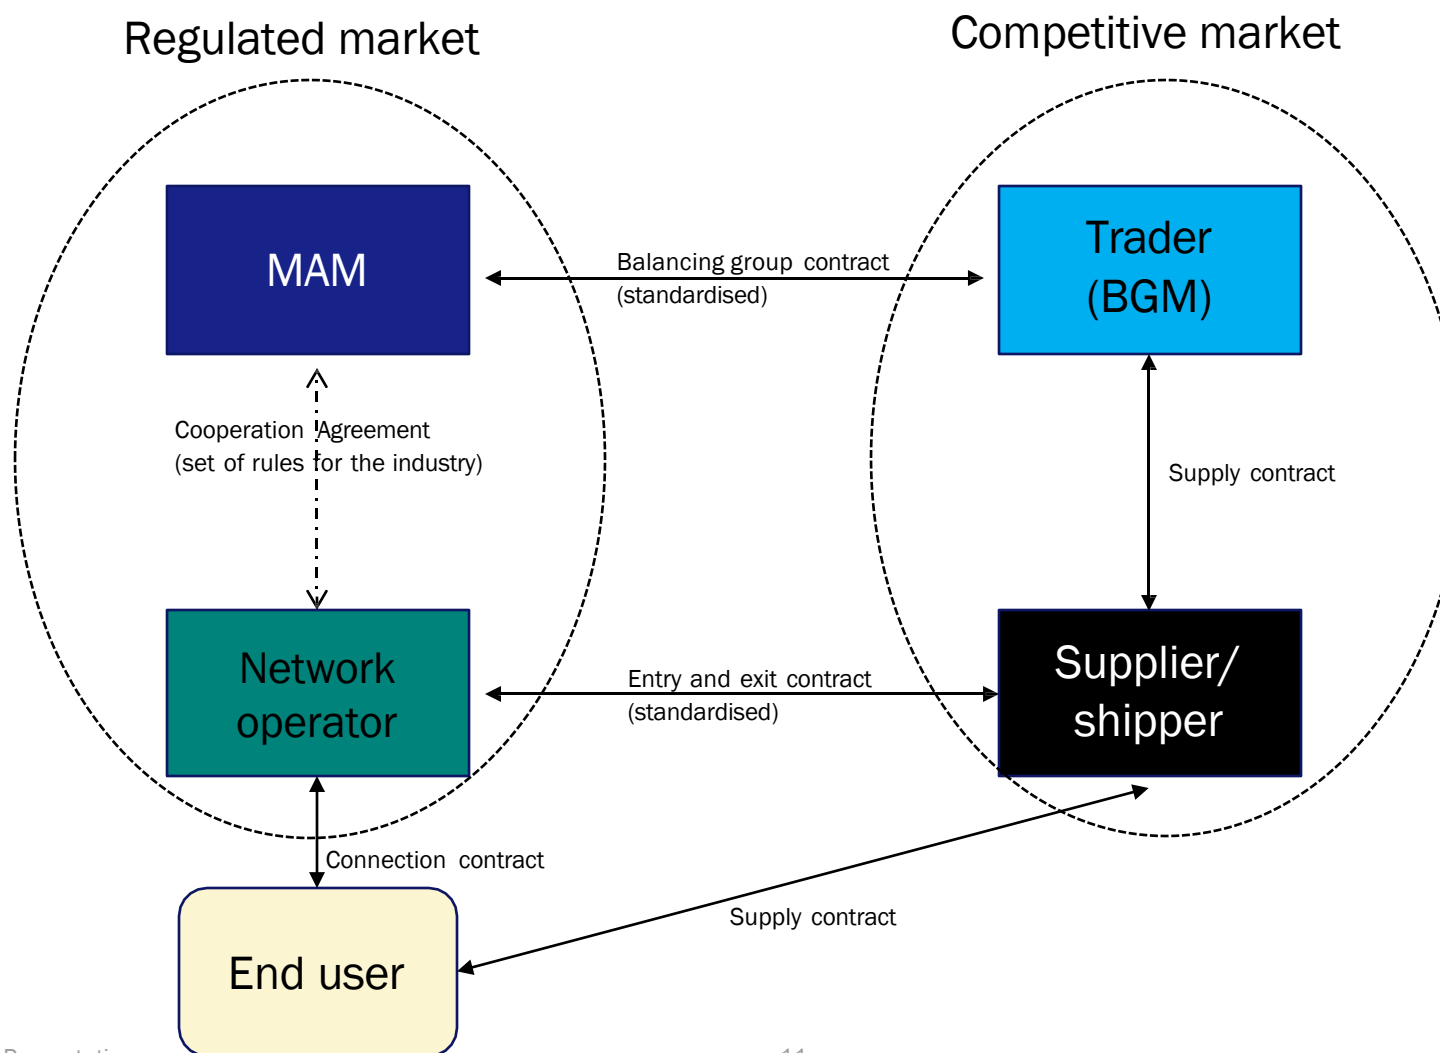 Regulated market
Competitive market
MAM
Trader
(BGM)
Balancing group contract
(standardised)
Cooperation Agreement
(set of rules for the industry)
Supply contract
Network
operator
Supplier/
shipper
Entry and exit contract
(standardised)
Connection contract
Supply contract
End user